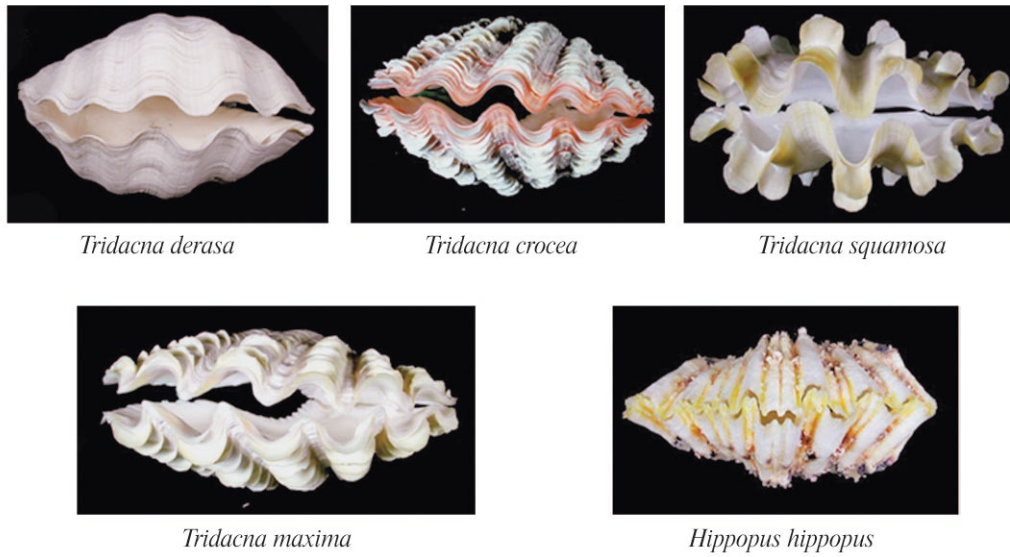 Tridacna derasa
Tridacna crocea
Tridacna squamosa
Tridacna maxima
Hippopus hippopus